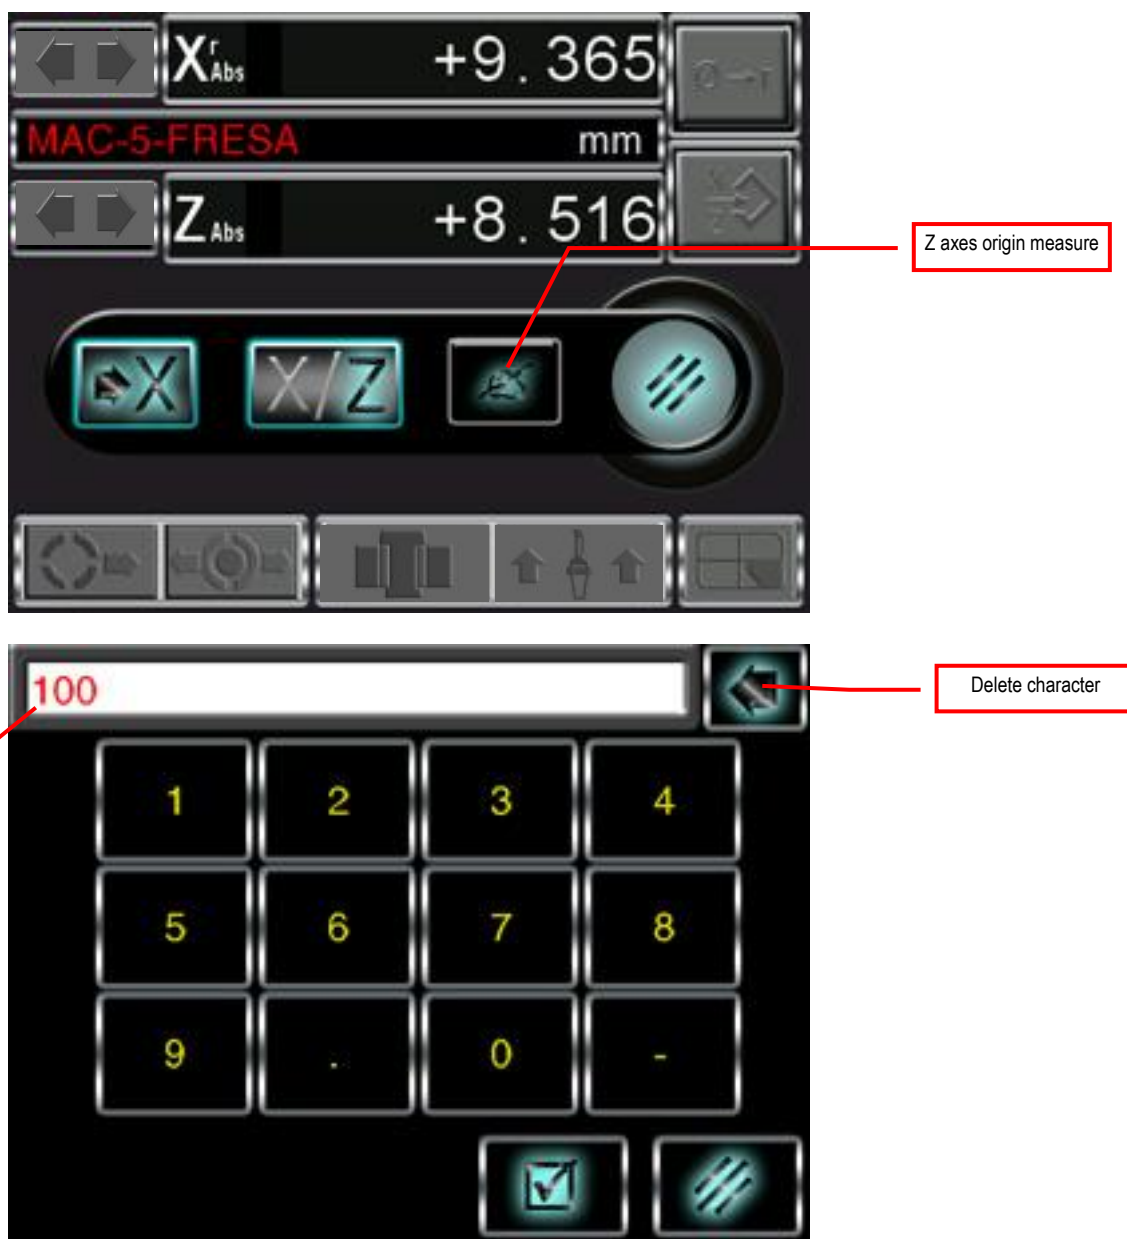 X r Abs +9.365
MAC-5-FRESA mm
Z Abs +8.516
Z axes origin measure
X X/Z
100
Delete character
1 2 3 4
5 6 7 8
9 . 0 -